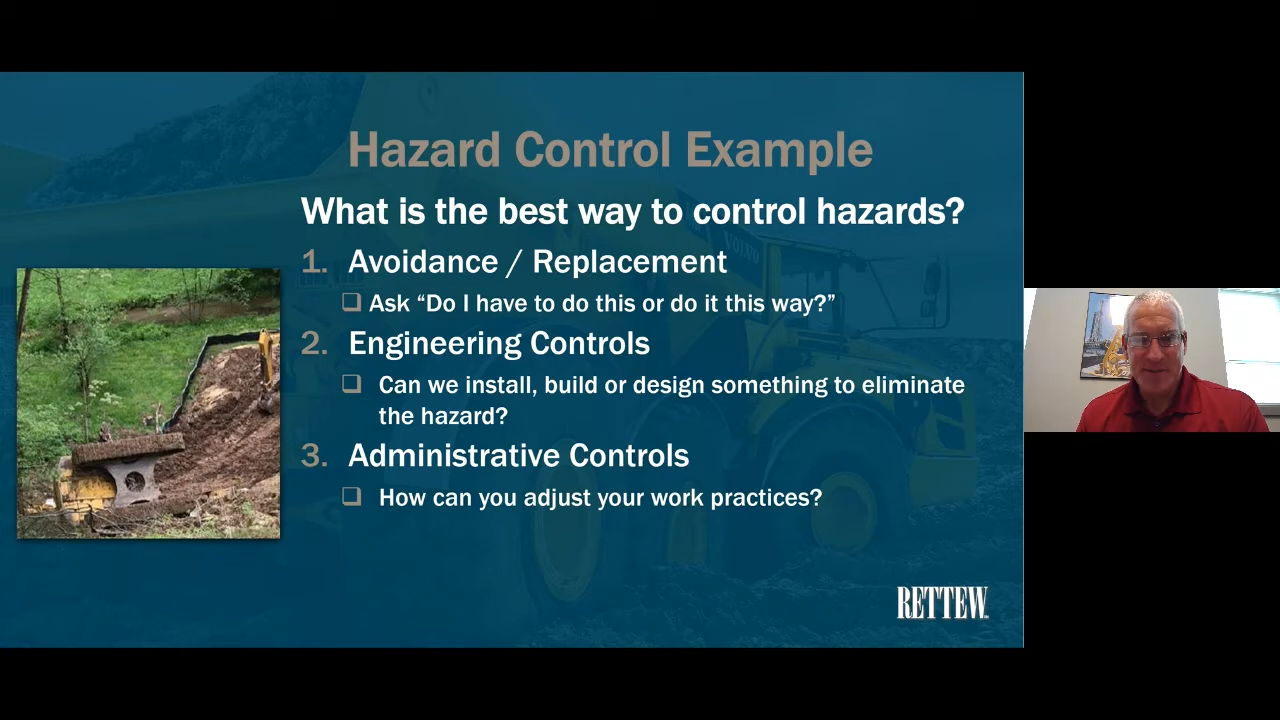 Hazard Control Example
What is the best way to control hazards?
1. Avoidance / Replacement
❑ Ask “Do I have to do this or do it this way?”
2. Engineering Controls
❑ Can we install, build or design something to eliminate
the hazard?
3. Administrative Controls
❑ How can you adjust your work practices?
VOLVO
RETTEW